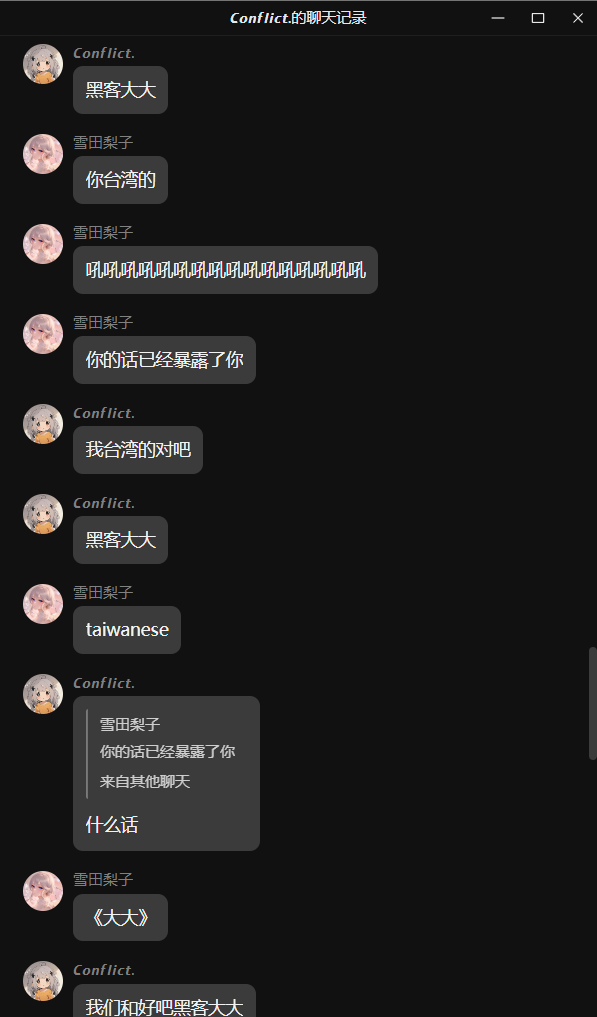 Conflict.的聊天记录
Conflict.
黑客大大
雪田梨子
你台湾的
雪田梨子
吼吼吼吼吼吼吼吼吼吼吼吼吼吼吼吼
雪田梨子
你的话已经暴露了你
Conflict.
我台湾的对吧
Conflict.
黑客大大
雪田梨子
taiwanese
Conflict.
雪田梨子
你的话已经暴露了你
来自其他聊天
什么话
雪田梨子
《大大》
Conflict.
我们和好吧黑客大大